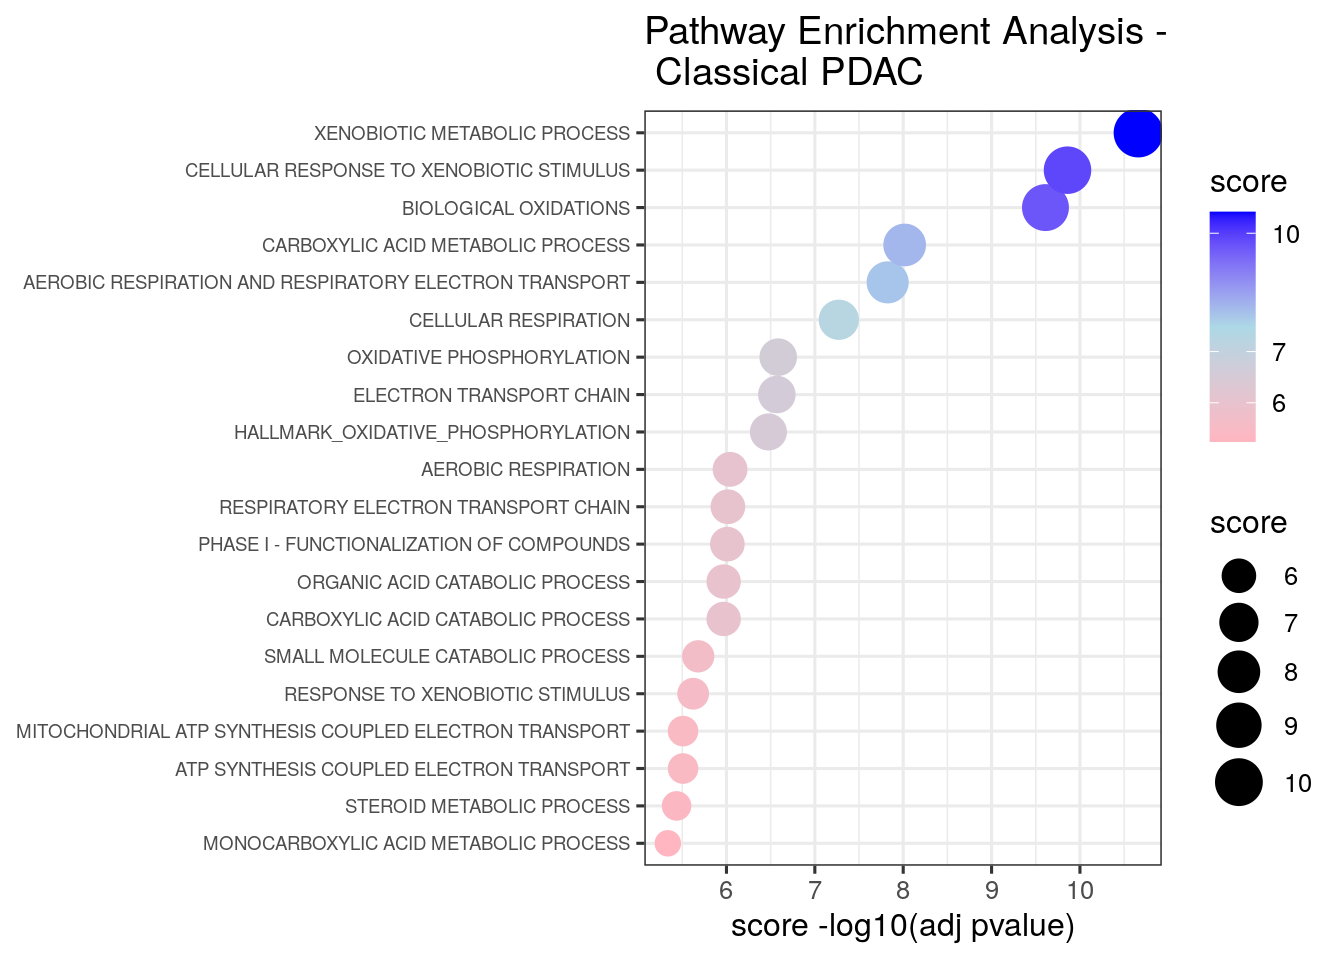 Pathway Enrichment Analysis -
Classical PDAC
XENOBIOTIC METABOLIC PROCESS
CELLULAR RESPONSE TO XENOBIOTIC STIMULUS
BIOLOGICAL OXIDATIONS
CARBOXYLIC ACID METABOLIC PROCESS
AEROBIC RESPIRATION AND RESPIRATORY ELECTRON TRANSPORT
CELLULAR RESPIRATION
OXIDATIVE PHOSPHORYLATION
ELECTRON TRANSPORT CHAIN
HALLMARK_OXIDATIVE_PHOSPHORYLATION
AEROBIC RESPIRATION
RESPIRATORY ELECTRON TRANSPORT CHAIN
PHASE I - FUNCTIONALIZATION OF COMPOUNDS
ORGANIC ACID CATABOLIC PROCESS
CARBOXYLIC ACID CATABOLIC PROCESS
SMALL MOLECULE CATABOLIC PROCESS
RESPONSE TO XENOBIOTIC STIMULUS
MITOCHONDRIAL ATP SYNTHESIS COUPLED ELECTRON TRANSPORT
ATP SYNTHESIS COUPLED ELECTRON TRANSPORT
STEROID METABOLIC PROCESS
MONOCARBOXYLIC ACID METABOLIC PROCESS
6 7 8 9 10
score -log10(adj pvalue)
score
10
7
6
score
6
7
8
9
10